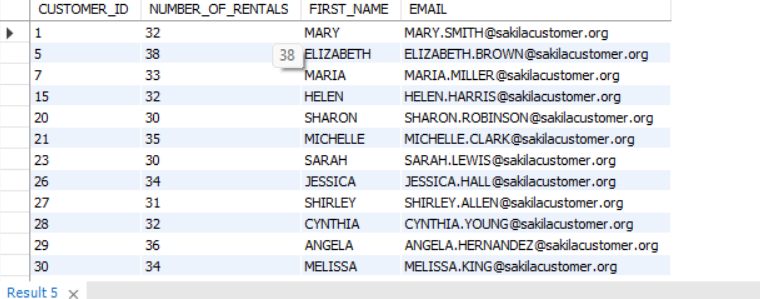 CUSTOMER_ID NUMBER_OF_RENTALS FIRST_NAME EMAIL
1 32 MARY MARY.SMITH@sakilacustomer.org
5 38 38 ELIZABETH ELIZABETH.BROWN@sakilacustomer.org
7 33 MARIA MARIA.MILLER@sakilacustomer.org
15 32 HELEN HELEN.HARRIS@sakilacustomer.org
20 30 SHARON SHARON.ROBINSON@sakilacustomer.org
21 35 MICHELLE MICHELLE.CLARK@sakilacustomer.org
23 30 SARAH SARAH.LEWIS@sakilacustomer.org
26 34 JESSICA JESSICA.HALL@sakilacustomer.org
27 31 SHIRLEY SHIRLEY.ALLEN@sakilacustomer.org
28 32 CYNTHIA CYNTHIA.YOUNG@sakilacustomer.org
29 36 ANGELA ANGELA.HERNANDEZ@sakilacustomer.org
30 34 MELISSA MELISSA.KING@sakilacustomer.org
Result 5 ×